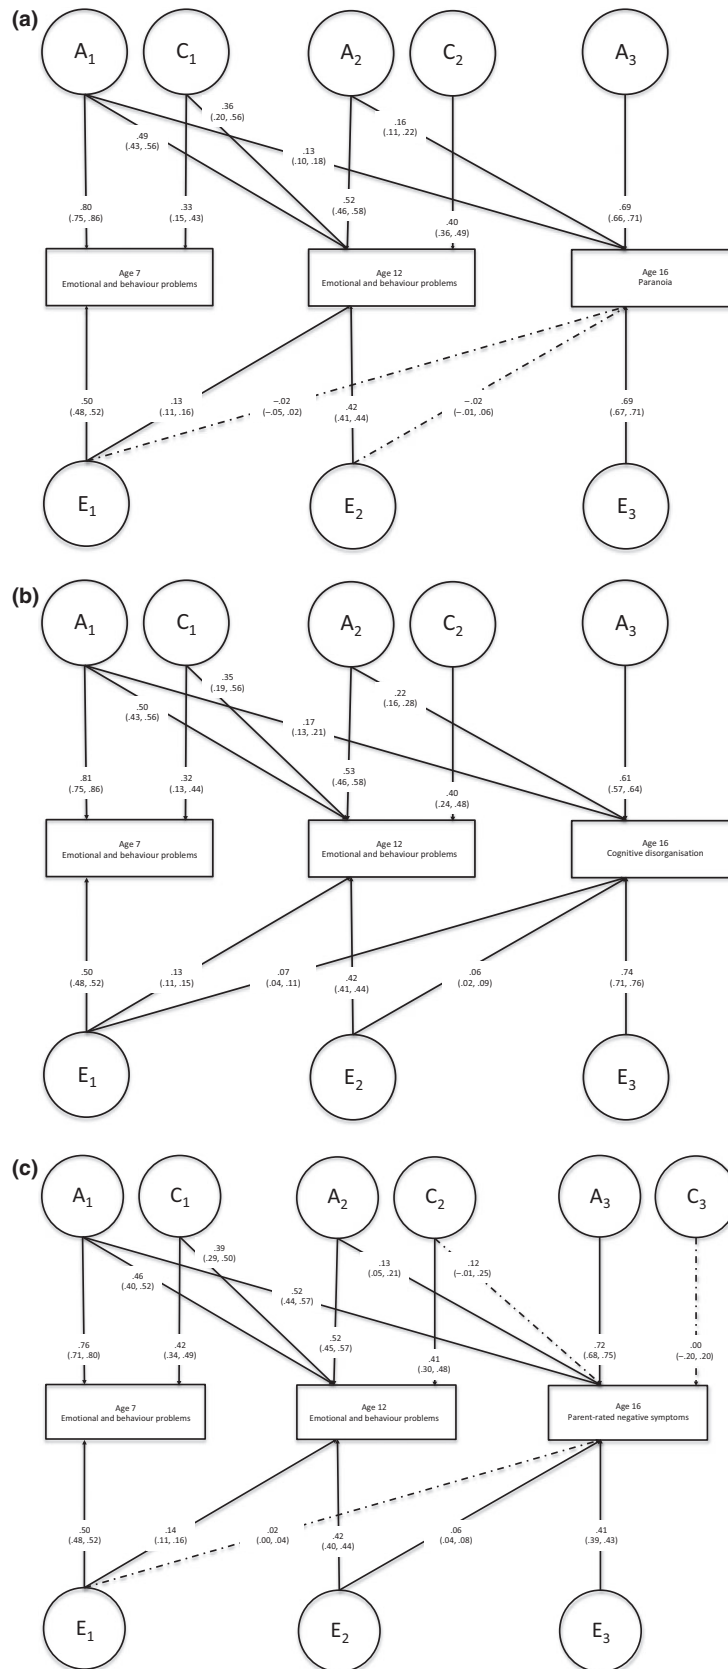 (a)
A1
C1
A2
C2
A3
.36
(.20, .56)
.49
(.43, .56)
.16
(.11, .22)
.13
(.10, .18)
.80
(.75, .86)
.33
(.15, .43)
.52
(.46, .58)
.40
(.36, .49)
.69
(.66, .71)
Age 7
Emotional and behaviour problems
Age 12
Emotional and behaviour problems
Age 16
Paranoia
.50
(.48, .52)
.13
(.11, .16)
−.02
(−.05, .02)
.42
(.41, .44)
−.02
(−.01, .06)
.69
(.67, .71)
E1
E2
E3
(b)
A1
C1
A2
C2
A3
.35
(.19, .56)
.50
(.43, .56)
.22
(.16, .28)
.17
(.13, .21)
.81
(.75, .86)
.32
(.13, .44)
.53
(.46, .58)
.40
(.24, .48)
.61
(.57, .64)
Age 7
Emotional and behaviour problems
Age 12
Emotional and behaviour problems
Age 16
Cognitive disorganisation
.50
(.48, .52)
.13
(.11, .15)
.07
(.04, .11)
.42
(.41, .44)
.06
(.02, .09)
.74
(.71, .76)
E1
E2
E3
(c)
A1
C1
A2
C2
A3
C3
.39
(.29, .50)
.46
(.40, .52)
.13
(.05, .21)
.12
(−.01, .25)
.52
(.44, .57)
.76
(.71, .80)
.42
(.34, .49)
.52
(.45, .57)
.41
(.30, .48)
.72
(.68, .75)
.00
(−.20, .20)
Age 7
Emotional and behaviour problems
Age 12
Emotional and behaviour problems
Age 16
Parent-rated negative symptoms
.50
(.48, .52)
.14
(.11, .16)
.02
(.00, .04)
.42
(.40, .44)
.06
(.04, .08)
.41
(.39, .43)
E1
E2
E3